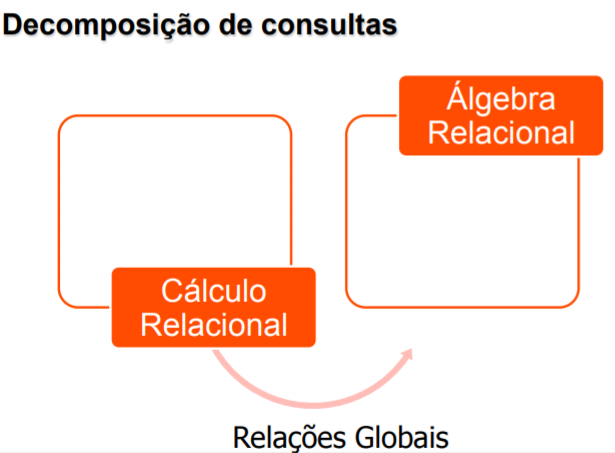 Decomposição de consultas
Álgebra
Relacional
Cálculo
Relacional
Relações Globais